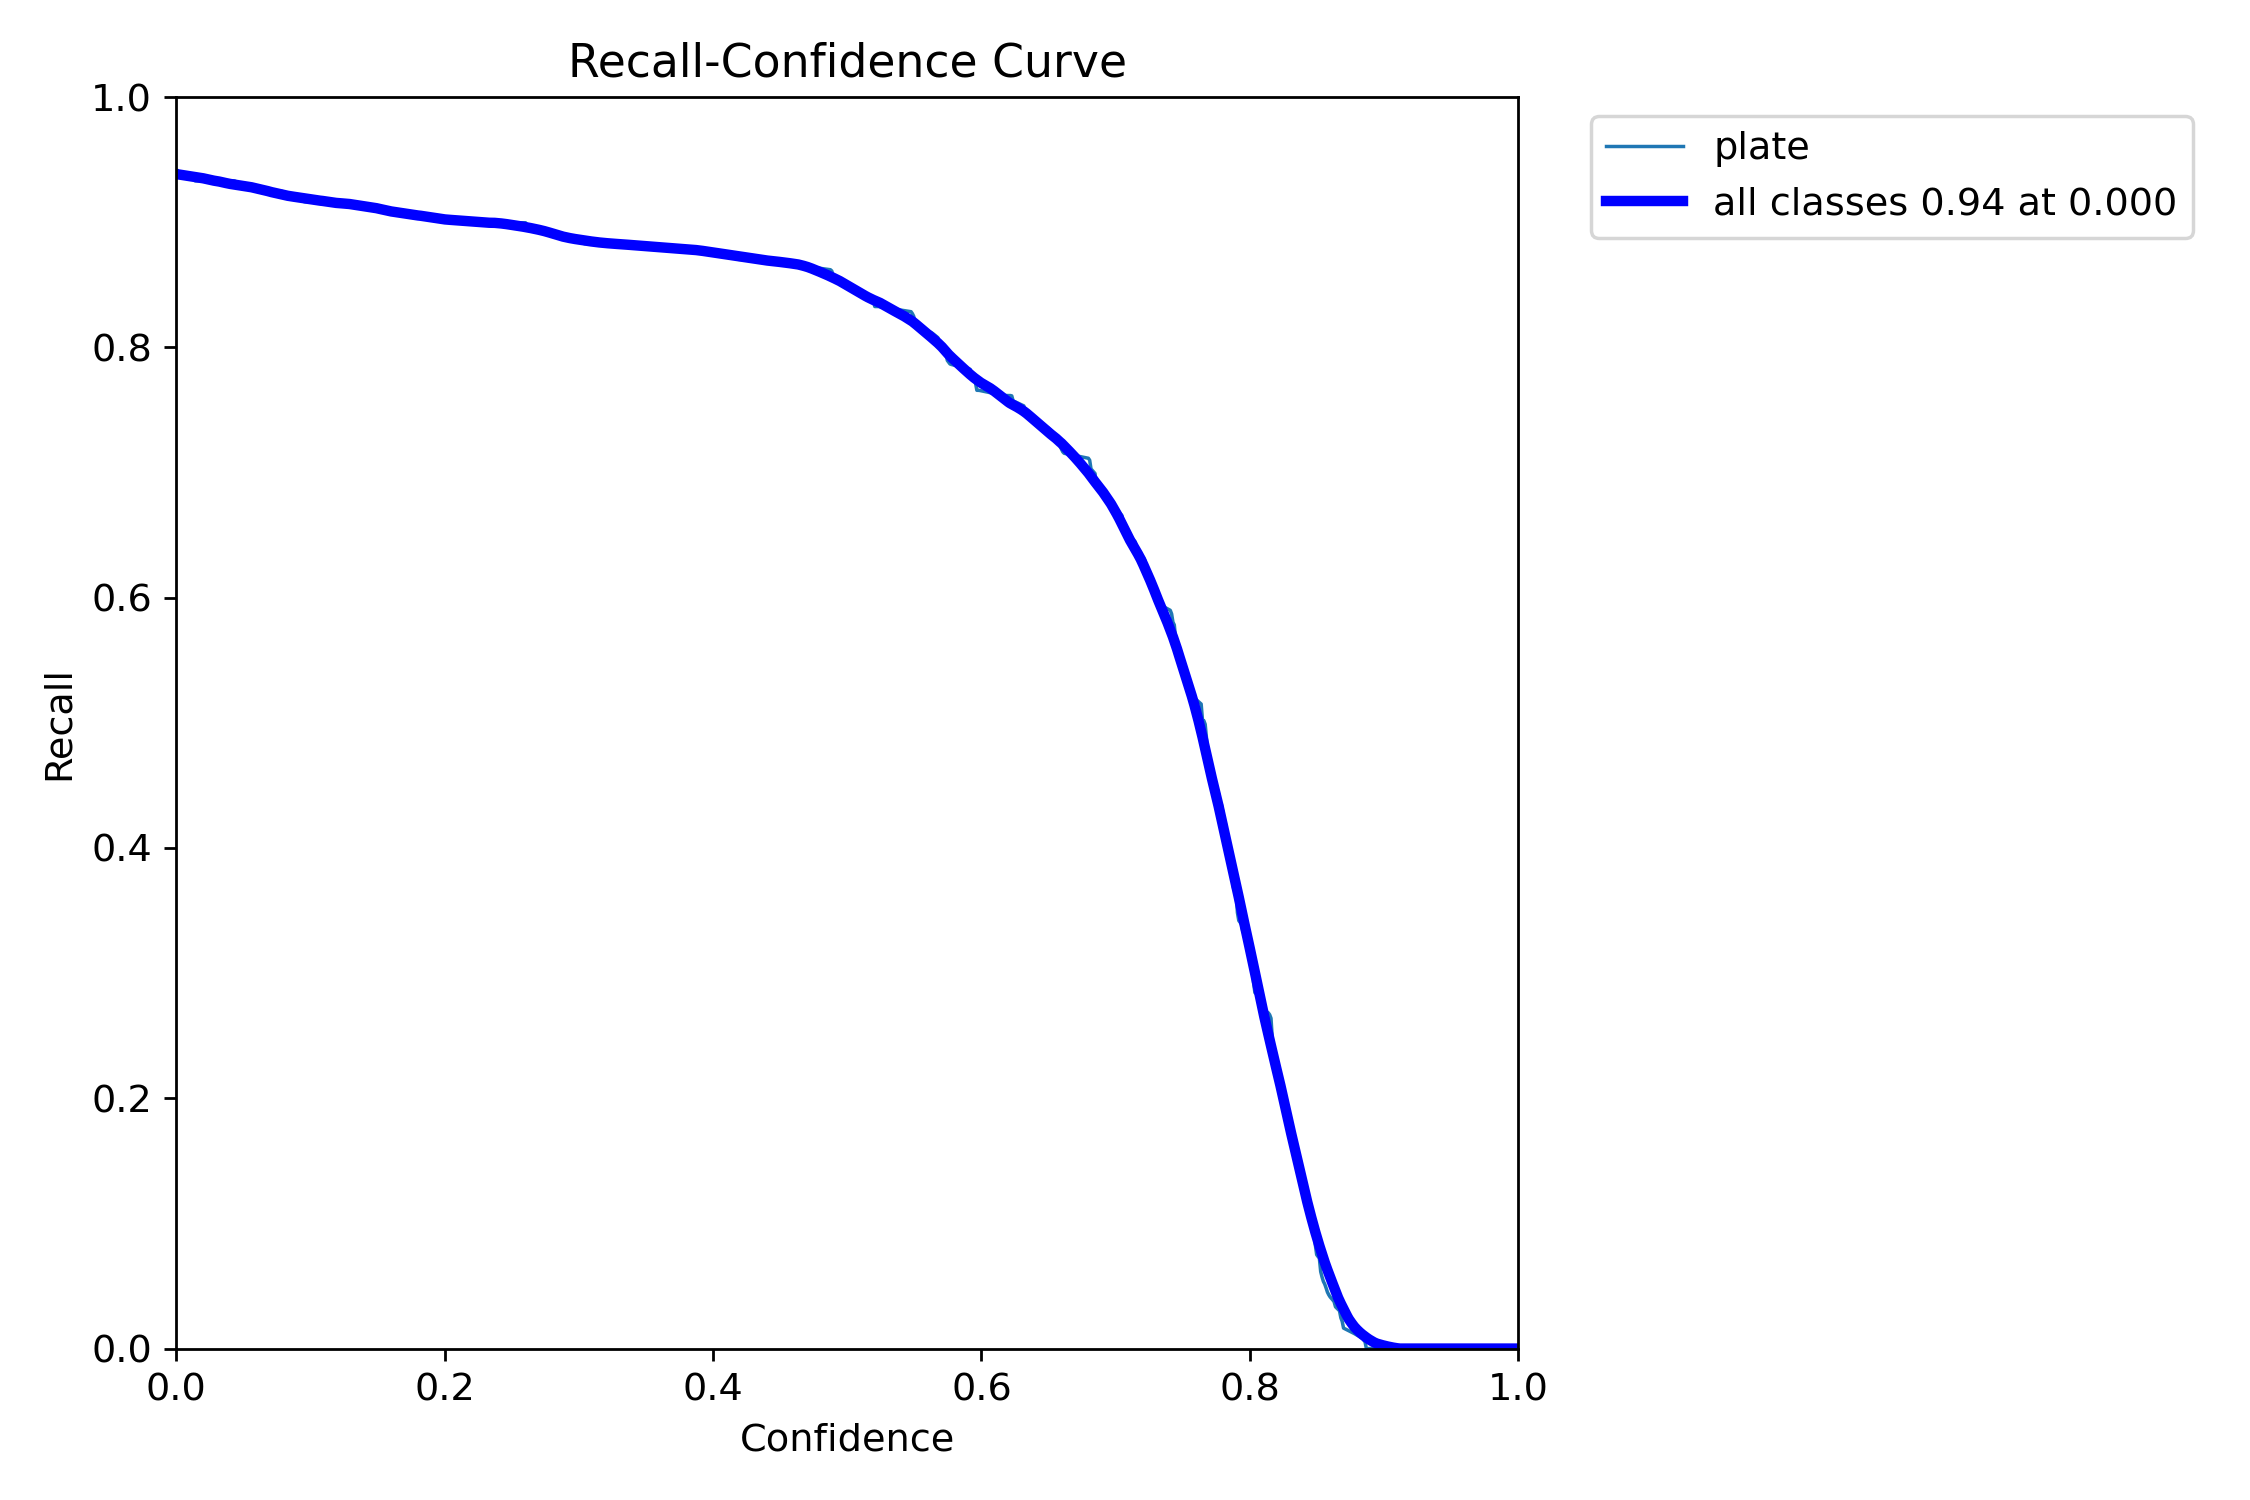 Recall-Confidence Curve
1.0
0.8
0.6
0.4
0.2
0.0
Recall
0.0 0.2 0.4 0.6 0.8 1.0
Confidence
plate
all classes 0.94 at 0.000